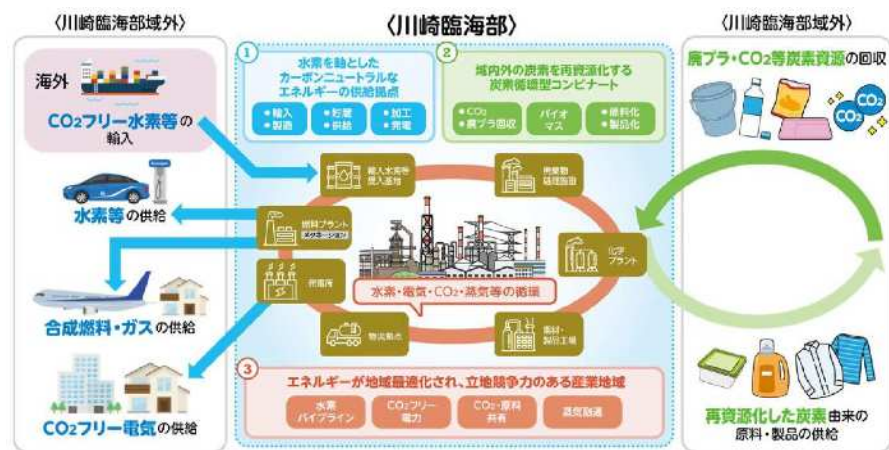 〈川崎臨海部域外〉
海外
CO2フリー水素等の
輸入
水素等の供給
合成燃料・ガスの供給
CO2フリー電気の供給
〈川崎臨海部〉
1
水素を軸とした
カーボンニュートラルな
エネルギーの供給拠点
●輸入
●製造
●貯蔵
●供給
●加工
●発電
2
域内外の炭素を再資源化する
炭素循環型コンビナート
●CO2
●廃プラ回収
バイオ
マス
●原料化
●製品化
輸入水素等
受入基地
廃棄物
処理施設
燃料プラント
メタネーション
化学
プラント
発電所
水素・電気・CO2・蒸気等の循環
物流拠点
素材・
製品工場
3
エネルギーが地域最適化され、立地競争力のある産業地域
水素
パイプライン
CO2フリー
電力
CO2・原料
共有
蒸気融通
〈川崎臨海部域外〉
廃プラ・CO2等炭素資源の回収
CO2
CO2
再資源化した炭素由来の
原料・製品の供給